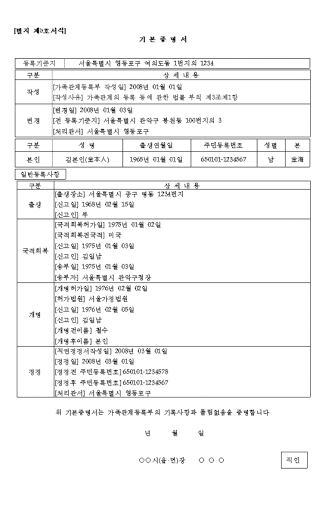 [별지 제2호서식]
기 본 증 명 서
등록기준지 서울특별시 영등포구 여의도동 1번지의 1234
구분 상 세 내 용
작성 [가족관계등록부 작성일] 2008년 01월 01일
[작성사유] 가족관계의 등록 등에 관한 법률 부칙 제3조제1항
변경 [변경일] 2008년 01월 03일
[전 등록기준지] 서울특별시 관악구 봉천동 100번지의 3
[처리관서] 서울특별시 영등포구
구분 성 명 출생연월일 주민등록번호 성별 본
본인 김본인(金本人) 1965년 01월 01일 650101-1234567 남 金海
일반등록사항
구분 상 세 내 용
출생 [출생장소] 서울특별시 중구 명동 1234번지
[신고일] 1965년 02월 15일
[신고인] 부
국적회복 [국적회복허가일] 1975년 01월 02일
[국적회복전국적] 미국
[신고일] 1975년 01월 03일
[신고인] 김일남
[송부일] 1975년 01월 03일
[송부자] 서울특별시 관악구청장
개명 [개명허가일] 1976년 02월 02일
[허가법원] 서울가정법원
[신고일] 1976년 02월 05일
[신고인] 김일남
[개명전이름] 철수
[개명후이름] 본인
정정 [직권정정서작성일] 2008년 03월 01일
[정정일] 2008년 03월 01일
[정정전 주민등록번호] 650101-1234578
[정정후 주민등록번호] 650101-1234567
[처리관서] 서울특별시 영등포구
위 기본증명서는 가족관계등록부의 기록사항과 틀림없음을 증명합니다.
년 월 일
○○시(읍·면)장 ○ ○ ○ 직인